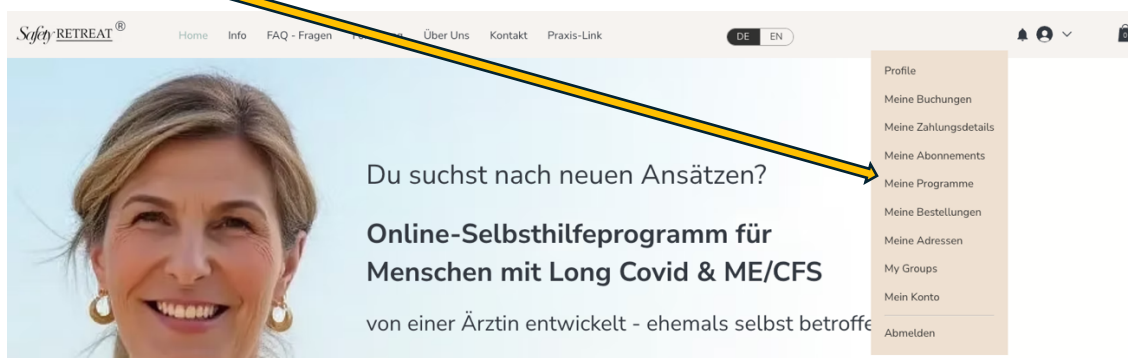 Safety RETREAT ®
Home Info FAQ - Fragen Über Uns Kontakt Praxis-Link DE EN
Profile
Meine Buchungen
Meine Zahlungsdetails
Meine Abonnements
Meine Programme
Meine Bestellungen
Meine Adressen
My Groups
Mein Konto
Abmelden
Du suchst nach neuen Ansätzen?
Online-Selbsthilfeprogramm für
Menschen mit Long Covid & ME/CFS
von einer Ärztin entwickelt - ehemals selbst